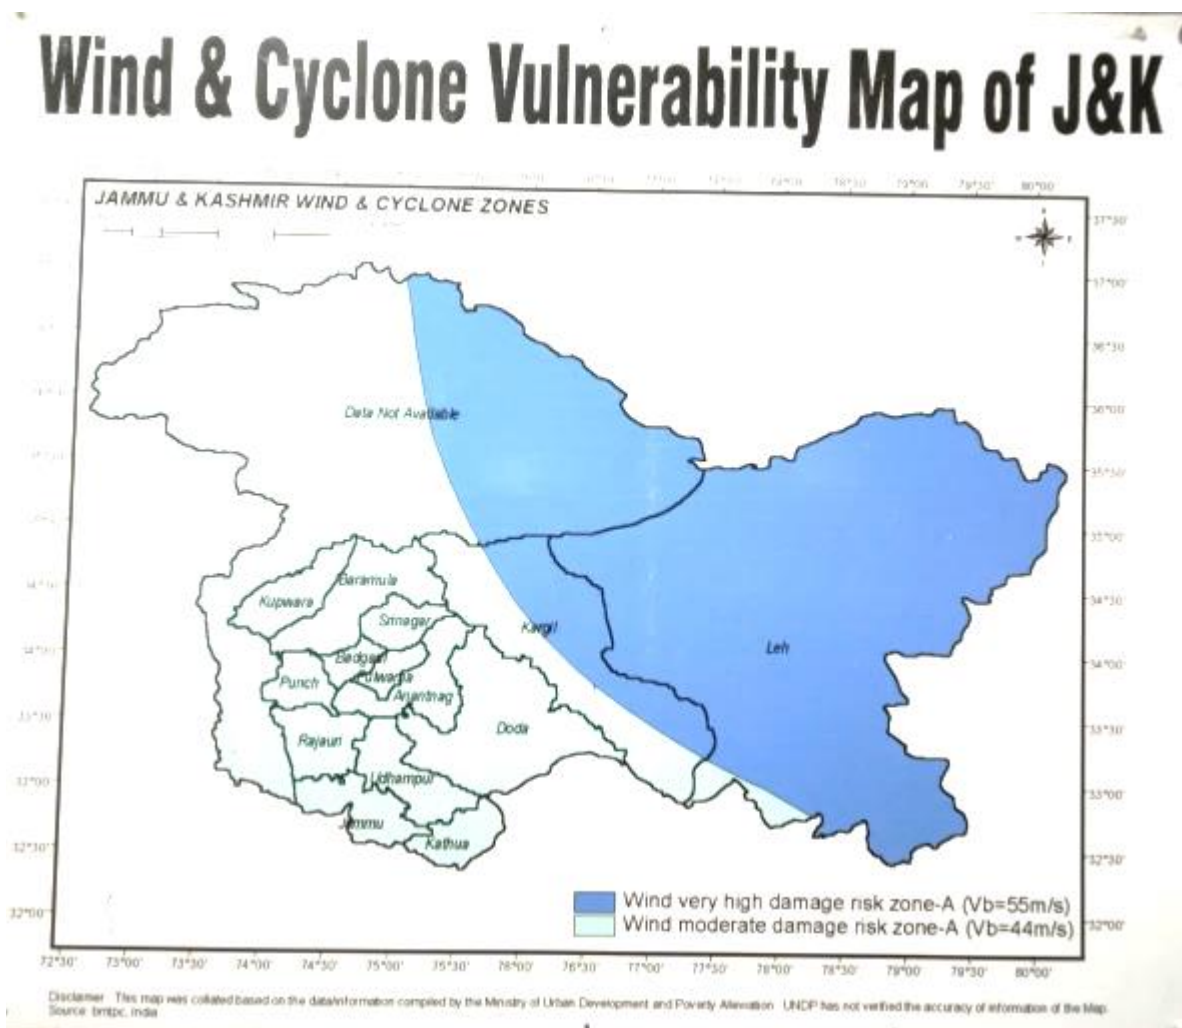 Wind & Cyclone Vulnerability Map of J&K
79°00' 79°30' 80°00'
JAMMU & KASHMIR WIND & CYCLONE ZONES
37°00'
36°30'
36°00'
Data Not Available
35°30'
35°00'
Baramula
Kupwara
34°30'
Srinagar
Kargil
Leh
Badgam
34°00'
Pulwama
Punch
Anantnag
33°30'
Doda
Rajauri
Udhampur
33°00'
Jammu
Kathua
32°30'
Wind very high damage risk zone-A (Vb=55m/s)
Wind moderate damage risk zone-A (Vb=44m/s)
32°00'
72°30' 73°00' 73°30' 74°00' 74°30' 75°00' 75°30' 76°00' 76°30' 77°00' 77°30' 78°00' 78°30' 79°00' 79°30' 80°00'
Disclaimer This map was collated based on the data/information compiled by the Ministry of Urban Development and Poverty Alleviation UNDP has not verified the accuracy of information of the Map.
Source bmtpc, India